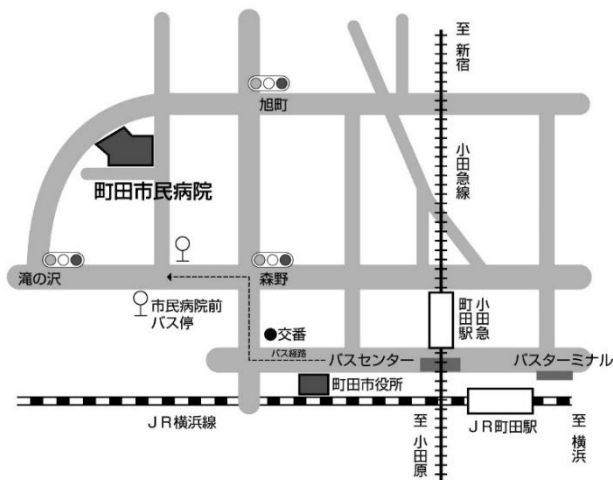 至 新宿
旭町
小田急線
町田市民病院
滝の沢
森野
市民病院前
バス停
小田急
町田駅
交番
バス経路
バスセンター
バスターミナル
町田市役所
JR横浜線
至 小田原
JR町田駅
至 横浜